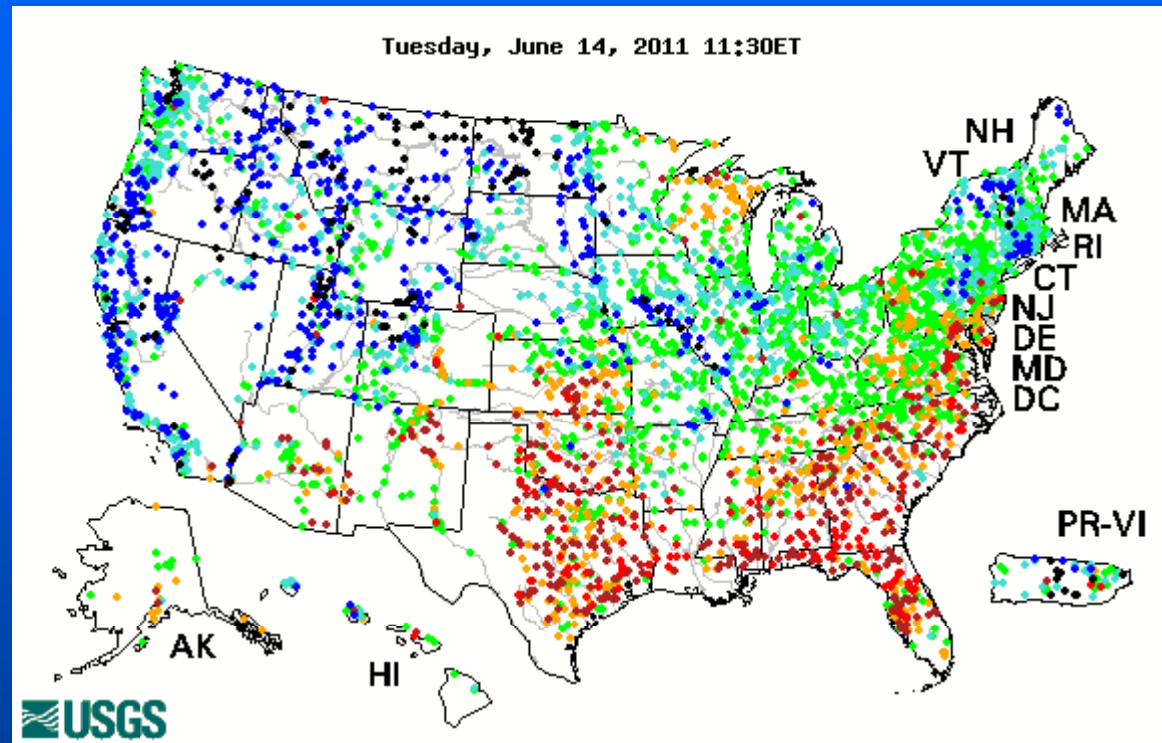 Tuesday, June 14, 2011 11:30ET
NH
VT
MA
RI
CT
NJ
DE
MD
DC
PR-VI
AK
HI
USGS